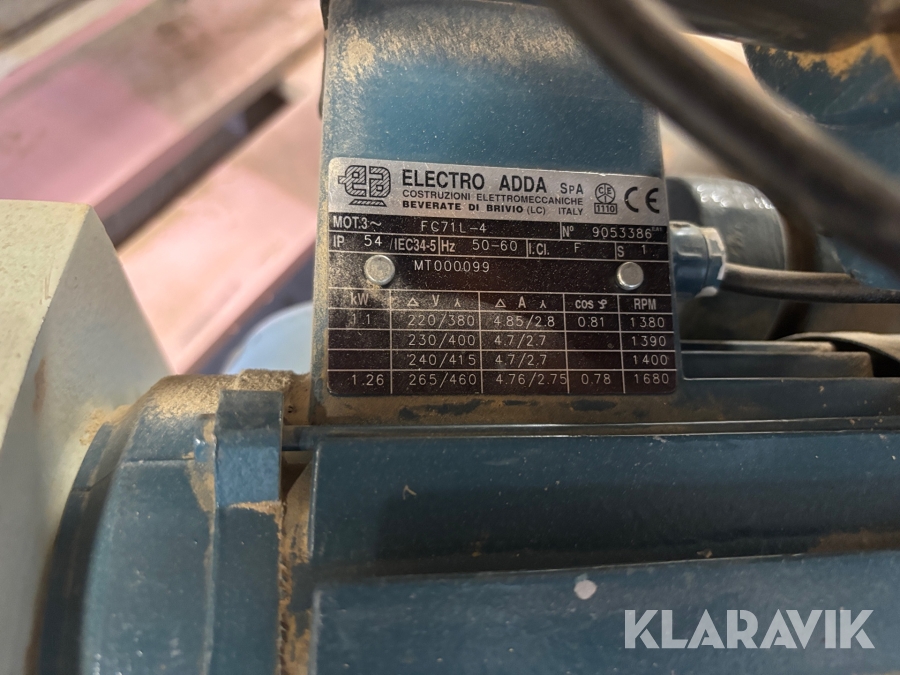 ELECTRO ADDA SpA
COSTRUZIONI ELETTROMECCANICHE
BEVERATE DI BRIVIO (LC) ITALY
CE 1110 CE
MOT.3~ FC71L-4 Nº 9053386
IP 54 /IEC34-5 Hz 50-60 I.Cl. F S 1
MT000099
kW △ V ⅄ △ A ⅄ cos φ RPM
1.1 220/380 4.85/2.8 0.81 1380
230/400 4.7/2.7 1390
240/415 4.7/2.7 1400
1.26 265/460 4.76/2.75 0.78 1680
KLARAVIK